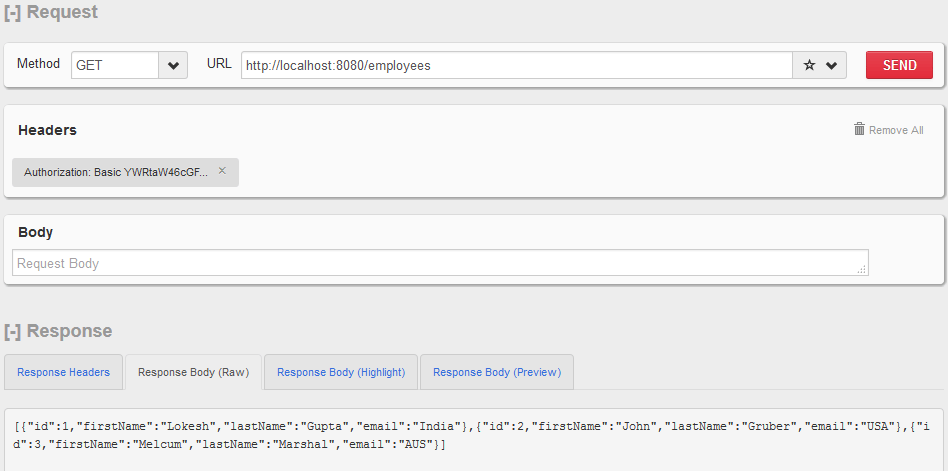 [-] Request
Method GET URL http://localhost:8080/employees SEND
Headers Remove All
Authorization: Basic YWRtaW46cGF... ×
Body
Request Body
[-] Response
Response Headers Response Body (Raw) Response Body (Highlight) Response Body (Preview)
[{"id":1,"firstName":"Lokesh","lastName":"Gupta","email":"India"},{"id":2,"firstName":"John","lastName":"Gruber","email":"USA"},{"i
d":3,"firstName":"Melcum","lastName":"Marshal","email":"AUS"}]